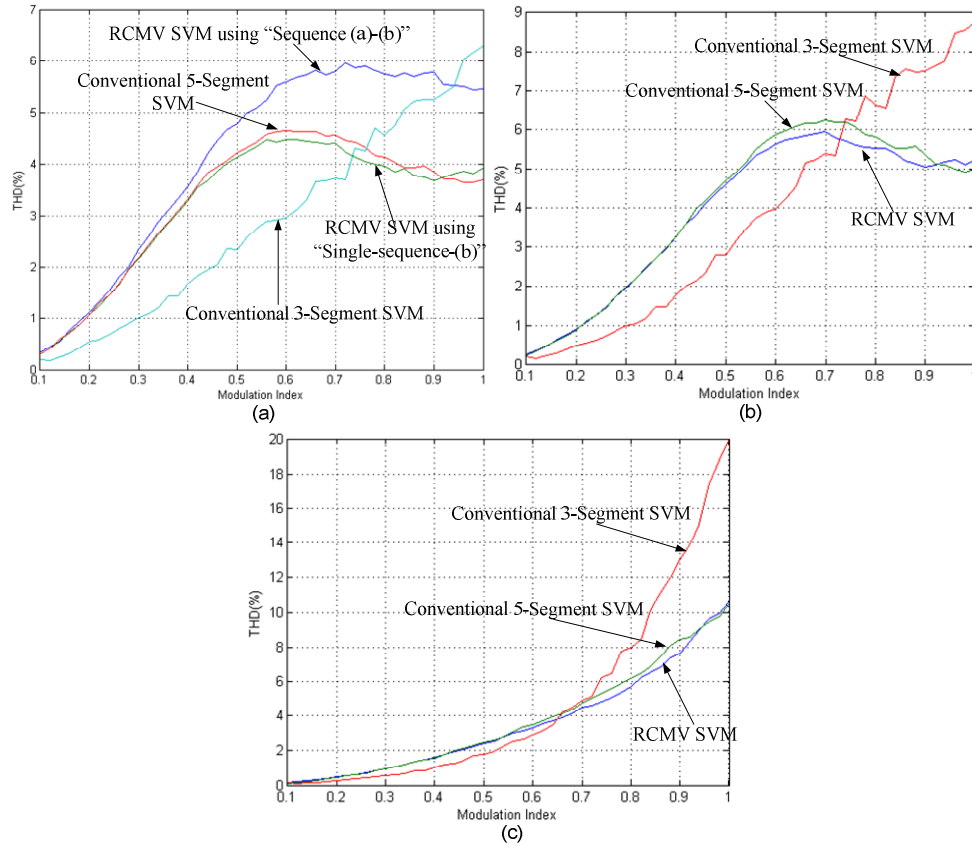 7
6
5
4
3
2
1
0
THD(%)
RCMV SVM using “Sequence (a)-(b)”
Conventional 5-Segment
SVM
RCMV SVM using
“Single-sequence-(b)”
Conventional 3-Segment SVM
0.1 0.2 0.3 0.4 0.5 0.6 0.7 0.8 0.9 1
Modulation Index
(a)
9
8
7
6
5
4
3
2
1
0
THD(%)
Conventional 3-Segment SVM
Conventional 5-Segment SVM
RCMV SVM
0.1 0.2 0.3 0.4 0.5 0.6 0.7 0.8 0.9 1
Modulation Index
(b)
20
18
16
14
12
10
8
6
4
2
0
THD(%)
Conventional 3-Segment SVM
Conventional 5-Segment SVM
RCMV SVM
0.1 0.2 0.3 0.4 0.5 0.6 0.7 0.8 0.9 1
Modulation Index
(c)